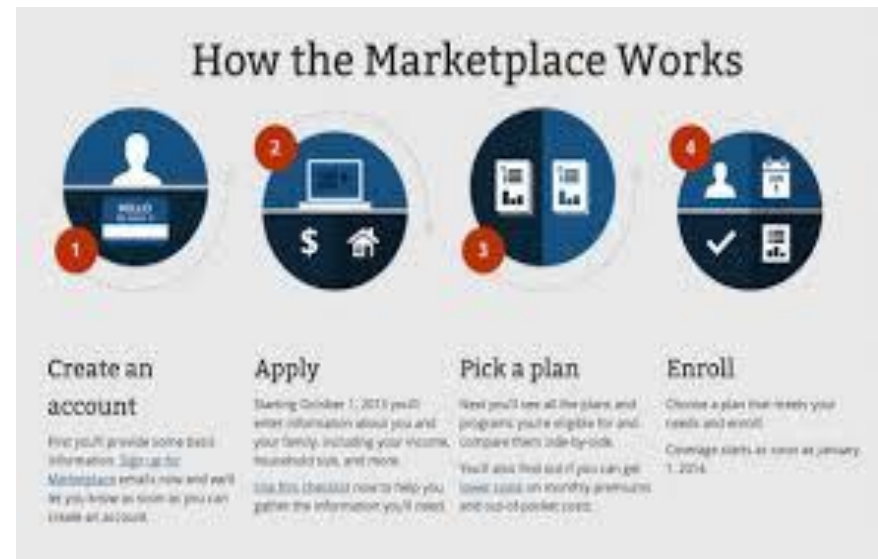 How the Marketplace Works
1
HELLO
2
$
3
4
Create an
account
First you'll provide some basic
information. Sign up for
Marketplace emails now and we'll
let you know as soon as you can
create an account.
Apply
Starting October 1, 2013 you'll
enter information about you and
your family, including your income,
household size, and more.
Use this checklist now to help you
gather the information you'll need.
Pick a plan
Next you'll see all the plans and
programs you're eligible for and
compare them side-by-side.
You'll also find out if you can get
lower costs on monthly premiums
and out-of-pocket costs.
Enroll
Choose a plan that meets your
needs and enroll.
Coverage starts as soon as January
1, 2014.